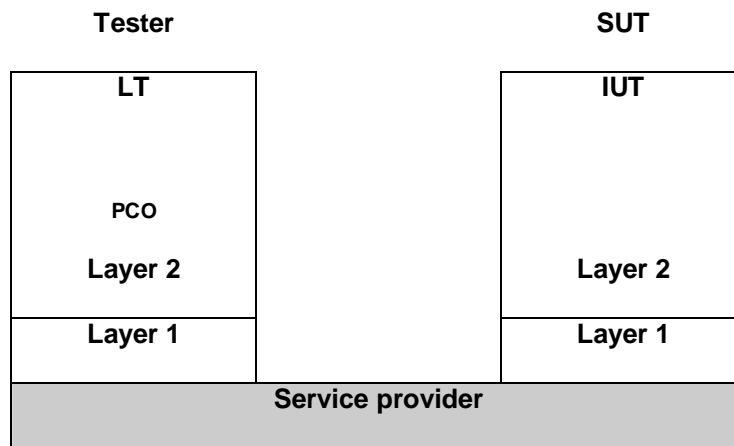 Tester SUT
LT IUT
PCO
Layer 2 Layer 2
Layer 1 Layer 1
Service provider